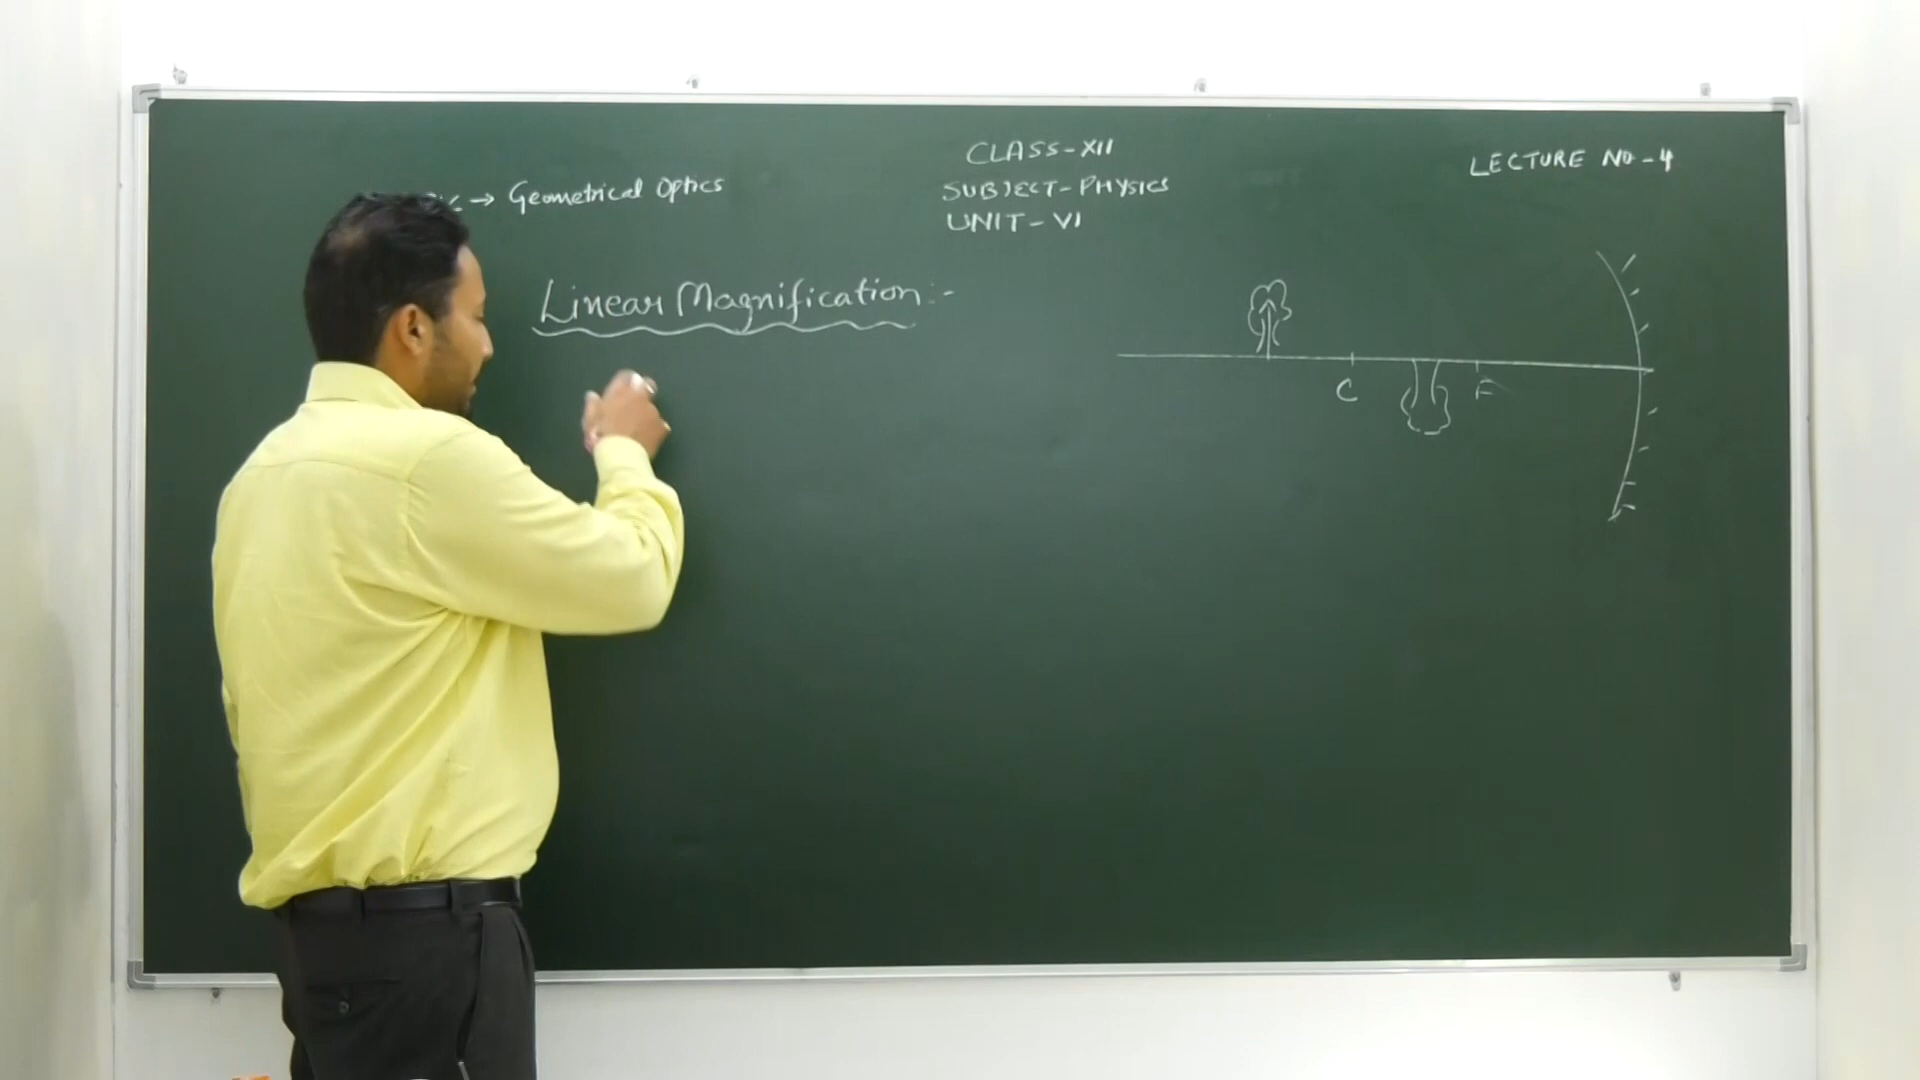 CLASS-XII
LECTURE NO-4
→ Geometrical Optics
SUBJECT-PHYSICS
UNIT-VI
Linear Magnification:-
C
F